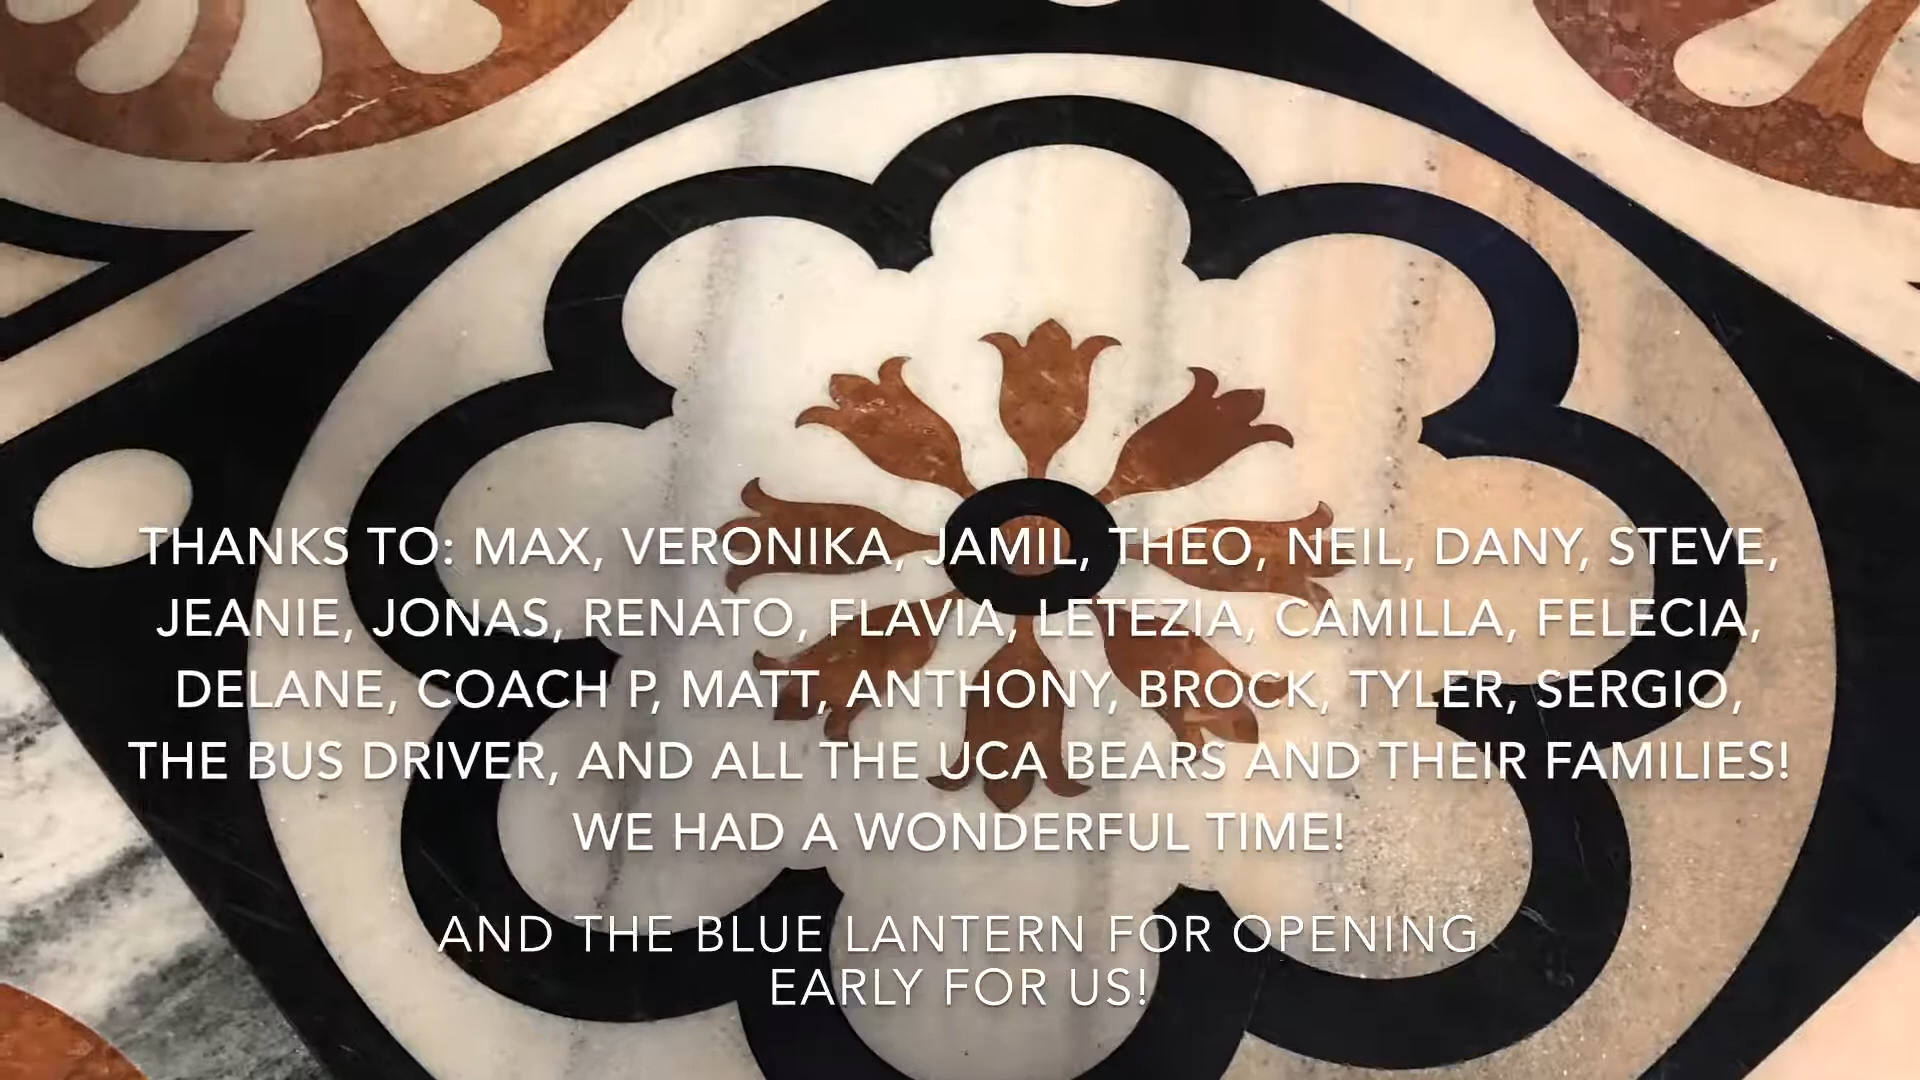 THANKS TO: MAX, VERONIKA, JAMIL, THEO, NEIL, DANY, STEVE,
JEANIE, JONAS, RENATO, FLAVIA, LETEZIA, CAMILLA, FELECIA,
DELANE, COACH P, MATT, ANTHONY, BROCK, TYLER, SERGIO,
THE BUS DRIVER, AND ALL THE UCA BEARS AND THEIR FAMILIES!
WE HAD A WONDERFUL TIME!
AND THE BLUE LANTERN FOR OPENING
EARLY FOR US!